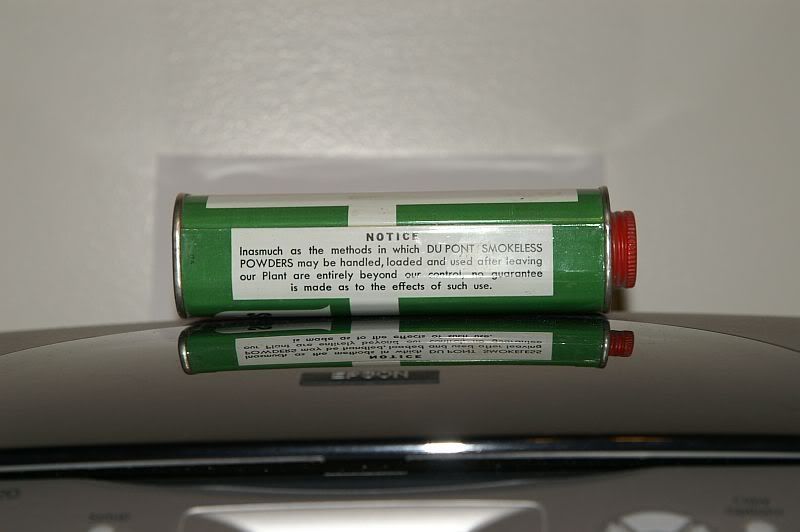 NOTICE
Inasmuch as the methods in which DU PONT SMOKELESS
POWDERS may be handled, loaded and used after leaving
our Plant are entirely beyond our control, no guarantee
is made as to the effects of such use.
EPSON